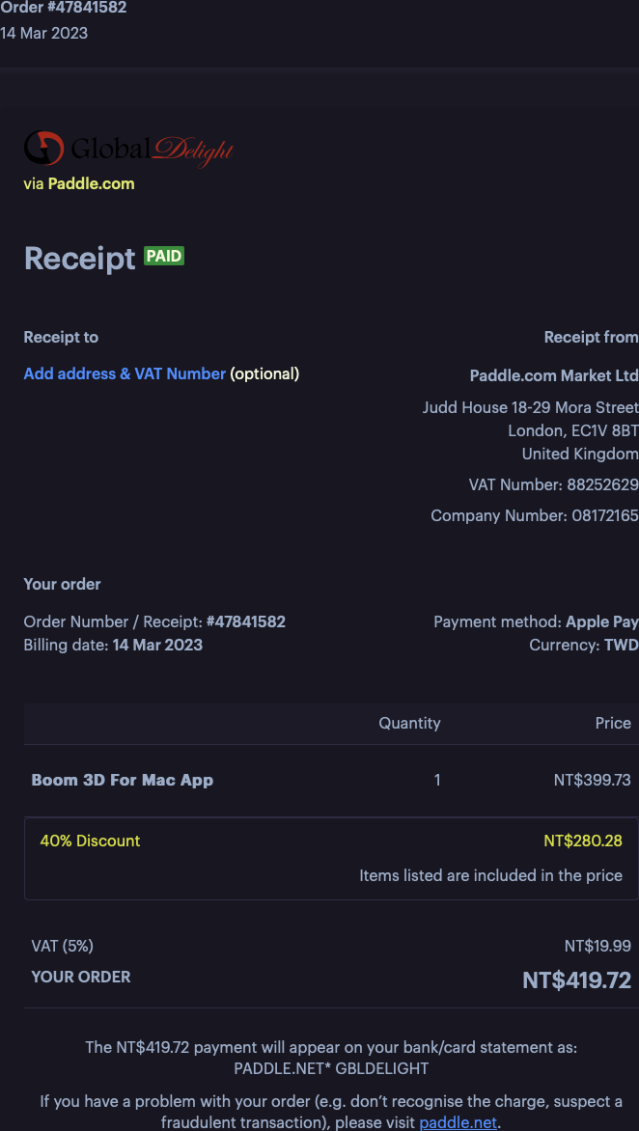 Order #47841582
14 Mar 2023
Global Delight
via Paddle.com
Receipt PAID
Receipt to
Receipt from
Add address & VAT Number (optional)
Paddle.com Market Ltd
Judd House 18-29 Mora Street
London, EC1V 8BT
United Kingdom
VAT Number: 88252629
Company Number: 08172165
Your order
Order Number / Receipt: #47841582
Payment method: Apple Pay
Billing date: 14 Mar 2023
Currency: TWD
Quantity Price
Boom 3D For Mac App 1 NT$399.73
40% Discount NT$280.28
Items listed are included in the price
VAT (5%) NT$19.99
YOUR ORDER NT$419.72
The NT$419.72 payment will appear on your bank/card statement as:
PADDLE.NET* GBLDELIGHT
If you have a problem with your order (e.g. don't recognise the charge, suspect a
fraudulent transaction), please visit paddle.net.